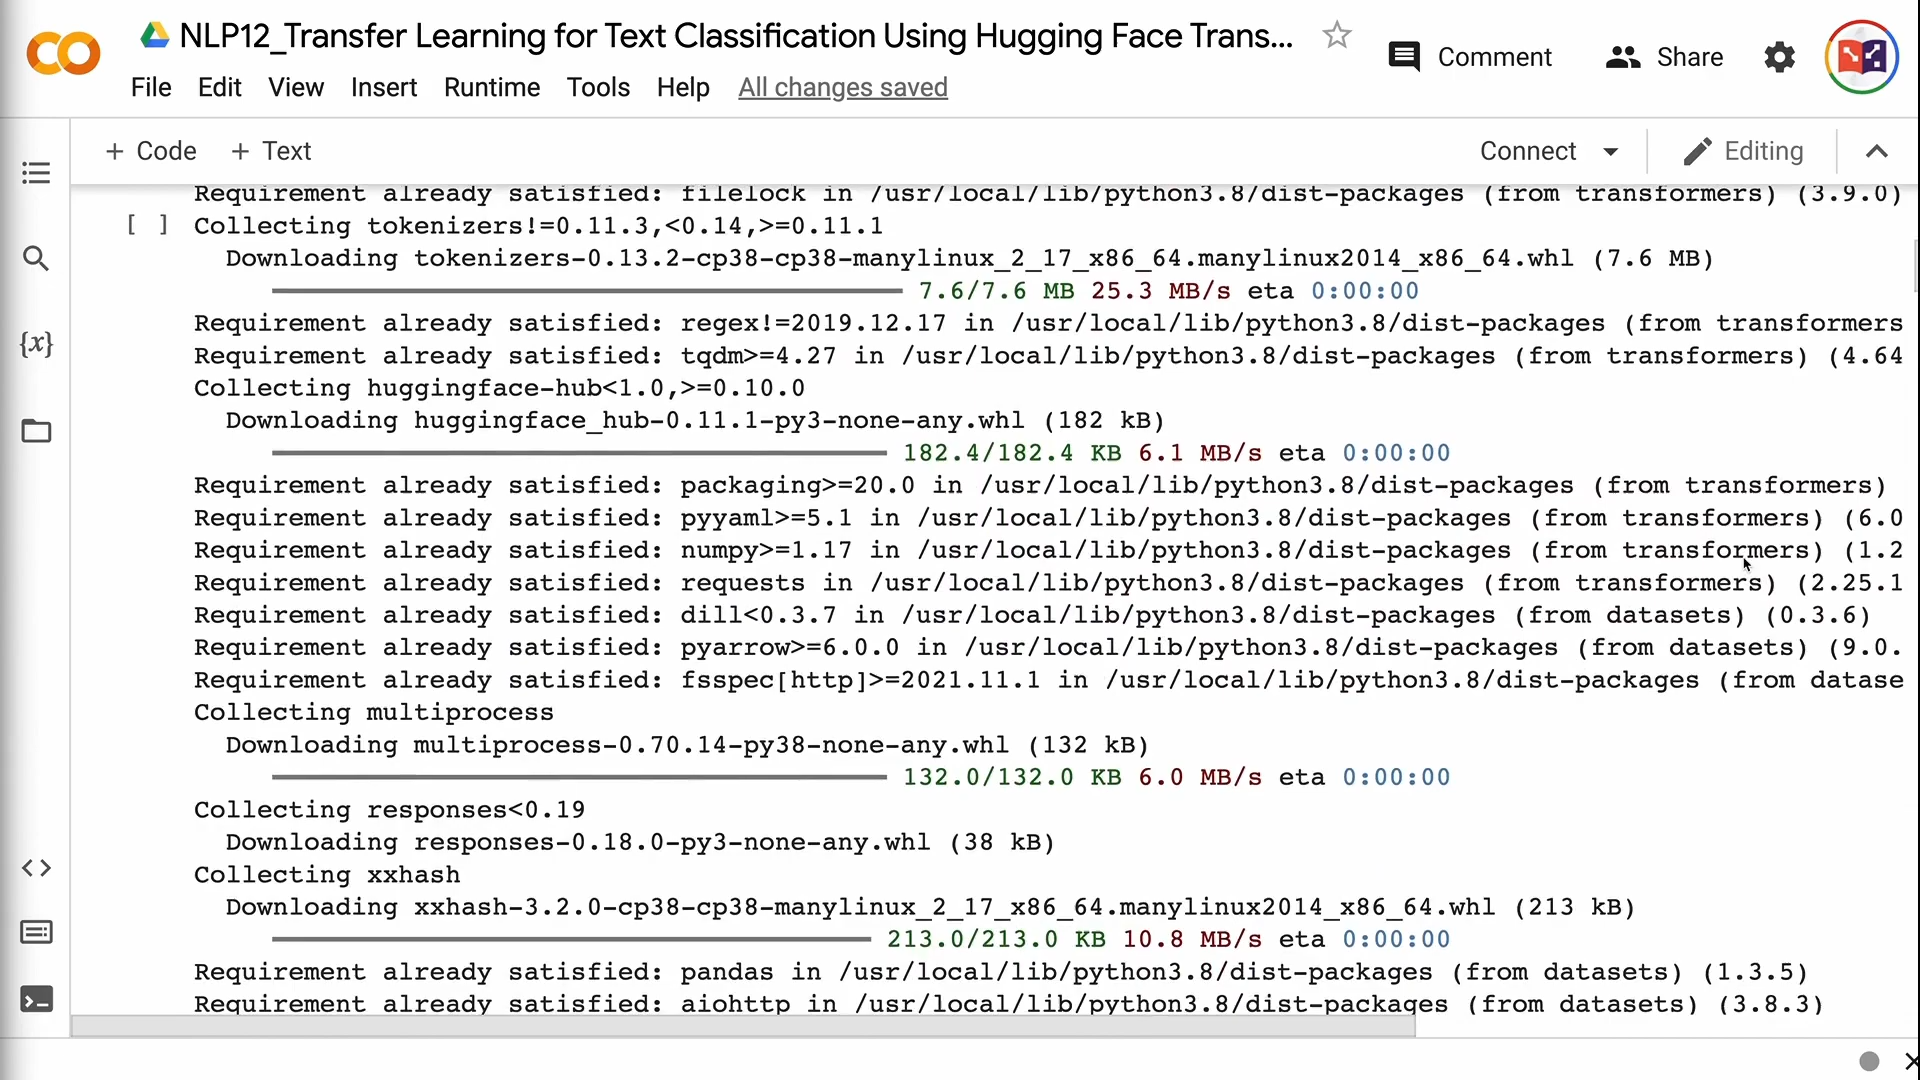 NLP12_Transfer Learning for Text Classification Using Hugging Face Trans...
Comment
Share
File Edit View Insert Runtime Tools Help All changes saved
+ Code + Text
Connect
Editing
Requirement already satisfied: filelock in /usr/local/lib/python3.8/dist-packages (from transformers) (3.9.0)
[ ] Collecting tokenizers!=0.11.3,<0.14,>=0.11.1
Downloading tokenizers-0.13.2-cp38-cp38-manylinux_2_17_x86_64.manylinux2014_x86_64.whl (7.6 MB)
7.6/7.6 MB 25.3 MB/s eta 0:00:00
Requirement already satisfied: regex!=2019.12.17 in /usr/local/lib/python3.8/dist-packages (from transformers
Requirement already satisfied: tqdm>=4.27 in /usr/local/lib/python3.8/dist-packages (from transformers) (4.64
Collecting huggingface-hub<1.0,>=0.10.0
Downloading huggingface_hub-0.11.1-py3-none-any.whl (182 kB)
182.4/182.4 KB 6.1 MB/s eta 0:00:00
Requirement already satisfied: packaging>=20.0 in /usr/local/lib/python3.8/dist-packages (from transformers)
Requirement already satisfied: pyyaml>=5.1 in /usr/local/lib/python3.8/dist-packages (from transformers) (6.0
Requirement already satisfied: numpy>=1.17 in /usr/local/lib/python3.8/dist-packages (from transformers) (1.2
Requirement already satisfied: requests in /usr/local/lib/python3.8/dist-packages (from transformers) (2.25.1
Requirement already satisfied: dill<0.3.7 in /usr/local/lib/python3.8/dist-packages (from datasets) (0.3.6)
Requirement already satisfied: pyarrow>=6.0.0 in /usr/local/lib/python3.8/dist-packages (from datasets) (9.0.
Requirement already satisfied: fsspec[http]>=2021.11.1 in /usr/local/lib/python3.8/dist-packages (from datase
Collecting multiprocess
Downloading multiprocess-0.70.14-py38-none-any.whl (132 kB)
132.0/132.0 KB 6.0 MB/s eta 0:00:00
Collecting responses<0.19
Downloading responses-0.18.0-py3-none-any.whl (38 kB)
Collecting xxhash
Downloading xxhash-3.2.0-cp38-cp38-manylinux_2_17_x86_64.manylinux2014_x86_64.whl (213 kB)
213.0/213.0 KB 10.8 MB/s eta 0:00:00
Requirement already satisfied: pandas in /usr/local/lib/python3.8/dist-packages (from datasets) (1.3.5)
Requirement already satisfied: aiohttp in /usr/local/lib/python3.8/dist-packages (from datasets) (3.8.3)